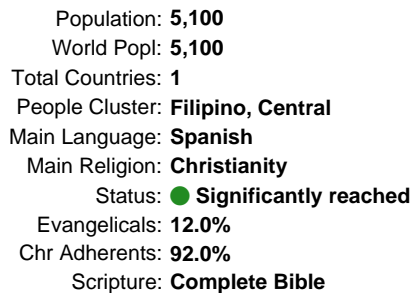 Population: 5,100
World Popl: 5,100
Total Countries: 1
People Cluster: Filipino, Central
Main Language: Spanish
Main Religion: Christianity
Status: Significantly reached
Evangelicals: 12.0%
Chr Adherents: 92.0%
Scripture: Complete Bible